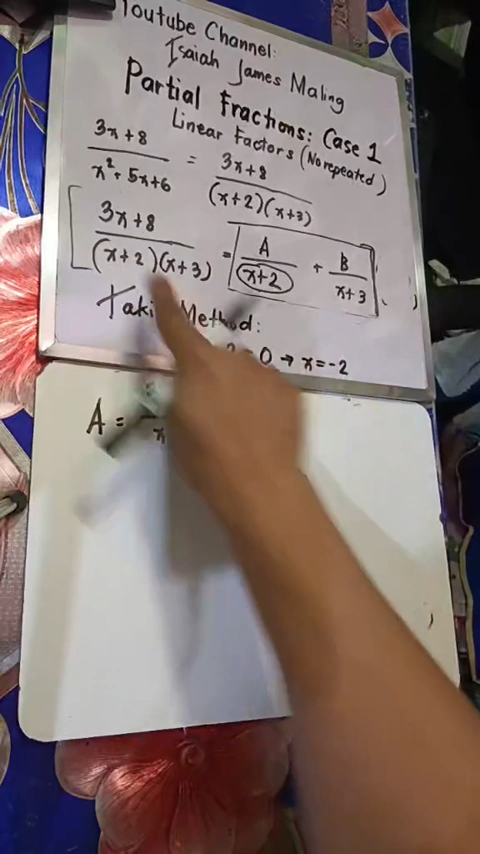 Youtube Channel:
Isaiah James Maling
Partial Fractions: Case 1
Linear Factors (No repeated)
3x+8 / x²+5x+6 = 3x+8 / (x+2)(x+3)
[ 3x+8 / (x+2)(x+3) = A / (x+2) + B / x+3 ]
Method:
=0 → x=-2
A =